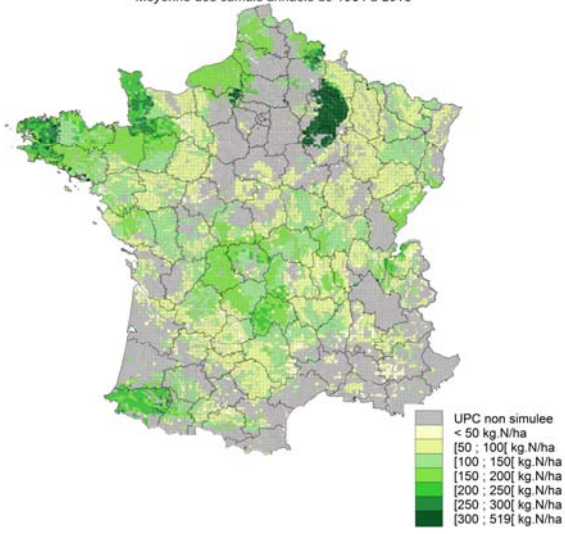 UPC non simulee
< 50 kg.N/ha
[50 ; 100[ kg.N/ha
[100 ; 150[ kg.N/ha
[150 ; 200[ kg.N/ha
[200 ; 250[ kg.N/ha
[250 ; 300[ kg.N/ha
[300 ; 519[ kg.N/ha